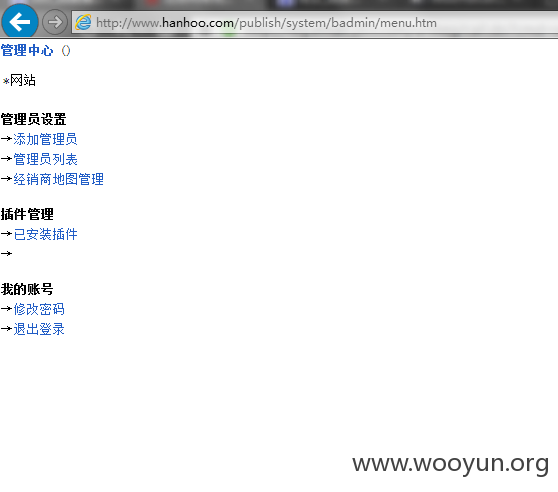 http://www.hanhoo.com/publish/system/badmin/menu.htm
管理中心 ()
*网站
管理员设置
→添加管理员
→管理员列表
→经销商地图管理
插件管理
→已安装插件
→
我的账号
→修改密码
→退出登录
www.wooyun.org